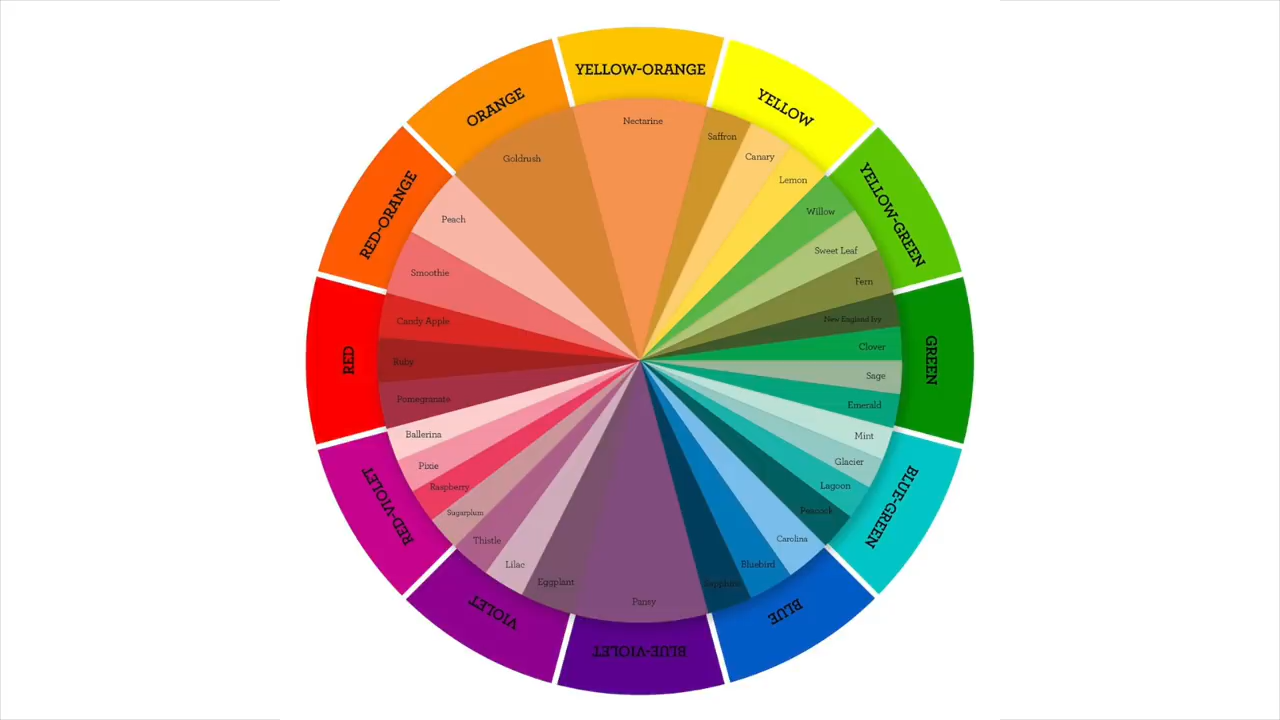 YELLOW-ORANGE
YELLOW
YELLOW-GREEN
GREEN
BLUE-GREEN
BLUE
BLUE-VIOLET
VIOLET
RED-VIOLET
RED
RED-ORANGE
ORANGE
Nectarine
Saffron
Canary
Lemon
Willow
Sweet Leaf
Fern
New England Ivy
Clover
Sage
Emerald
Mint
Glacier
Lagoon
Peacock
Carolina
Bluebird
Sapphire
Pansy
Eggplant
Lilac
Thistle
Sugarplum
Raspberry
Pixie
Ballerina
Pomegranate
Ruby
Candy Apple
Smoothie
Peach
Goldrush